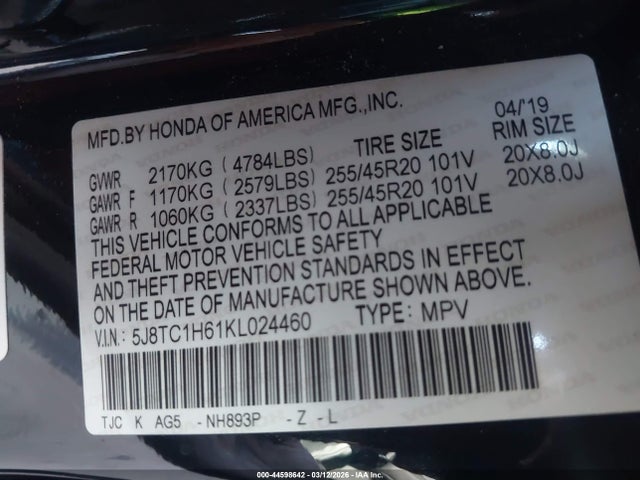 MFD.BY HONDA OF AMERICA MFG.,INC. 04/'19
TIRE SIZE RIM SIZE
GVWR 2170KG (4784LBS)
GAWR F 1170KG (2579LBS) 255/45R20 101V 20X8.0J
GAWR R 1060KG (2337LBS) 255/45R20 101V 20X8.0J
THIS VEHICLE CONFORMS TO ALL APPLICABLE
FEDERAL MOTOR VEHICLE SAFETY
AND THEFT PREVENTION STANDARDS IN EFFECT
ON THE DATE OF MANUFACTURE SHOWN ABOVE.
V.I.N.: 5J8TC1H61KL024460 TYPE: MPV
TJC K AG5 -NH893P -Z -L
000-44598642 - 03/12/2026 - IAA Inc.